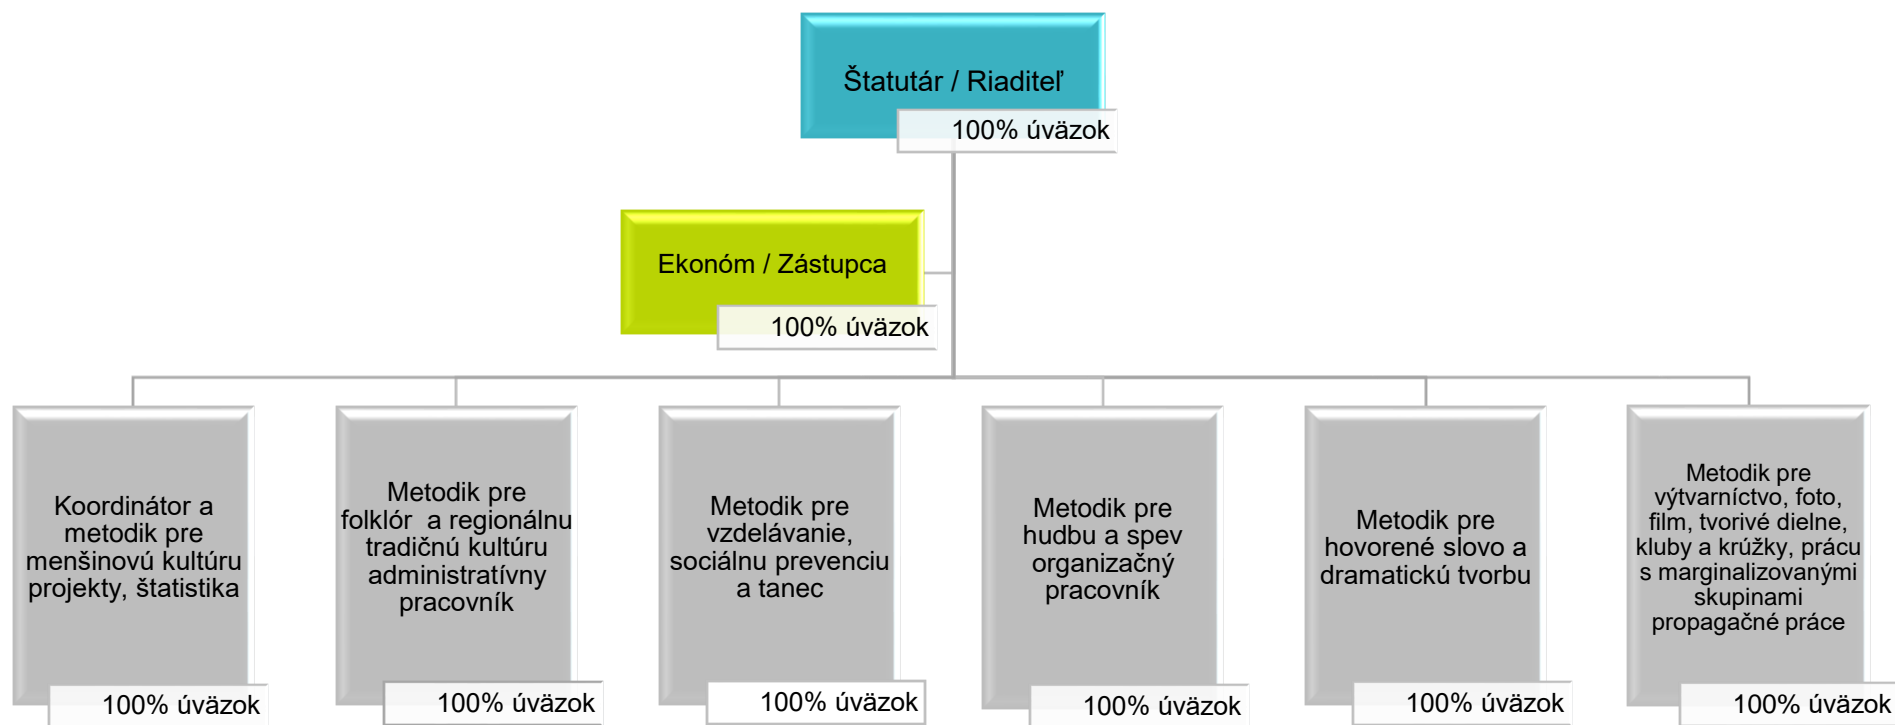 Štatutár / Riaditeľ
100% úväzok
Ekonóm / Zástupca
100% úväzok
Koordinátor a
metodik pre
menšinovú kultúru
projekty, štatistika
100% úväzok
Metodik pre
folklór  a regionálnu
tradičnú kultúru
administratívny
pracovník
100% úväzok
Metodik pre
vzdelávanie,
sociálnu prevenciu
a tanec
100% úväzok
Metodik pre
hudbu a spev
organizačný
pracovník
100% úväzok
Metodik pre
hovorené slovo a
dramatickú tvorbu
100% úväzok
Metodik pre
výtvarníctvo, foto,
film, tvorivé dielne,
kluby a krúžky, prácu
s marginalizovanými
skupinami
propagačné práce
100% úväzok